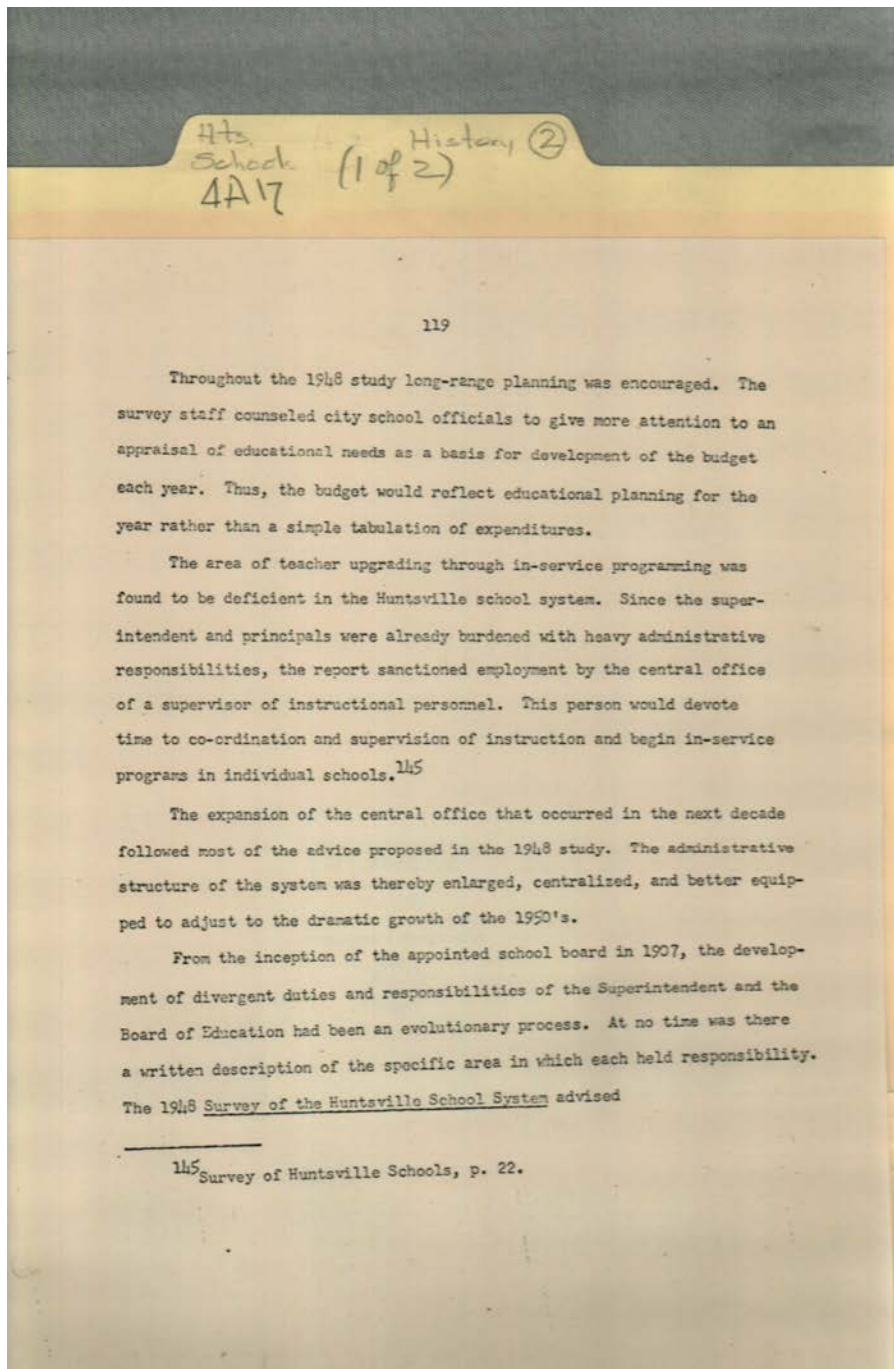 Hts. History ②
School
(1 of 2)
4A17
119
Throughout the 1948 study long-range planning was encouraged. The
survey staff counseled city school officials to give more attention to an
appraisal of educational needs as a basis for development of the budget
each year. Thus, the budget would reflect educational planning for the
year rather than a simple tabulation of expenditures.
The area of teacher upgrading through in-service programming was
found to be deficient in the Huntsville school system. Since the super-
intendent and principals were already burdened with heavy administrative
responsibilities, the report sanctioned employment by the central office
of a supervisor of instructional personnel. This person would devote
time to co-ordination and supervision of instruction and begin in-service
programs in individual schools.145
The expansion of the central office that occurred in the next decade
followed most of the advice proposed in the 1948 study. The administrative
structure of the system was thereby enlarged, centralized, and better equip-
ped to adjust to the dramatic growth of the 1950's.
From the inception of the appointed school board in 1907, the develop-
ment of divergent duties and responsibilities of the Superintendent and the
Board of Education had been an evolutionary process. At no time was there
a written description of the specific area in which each held responsibility.
The 1948 Survey of the Huntsville School System advised
145Survey of Huntsville Schools, p. 22.